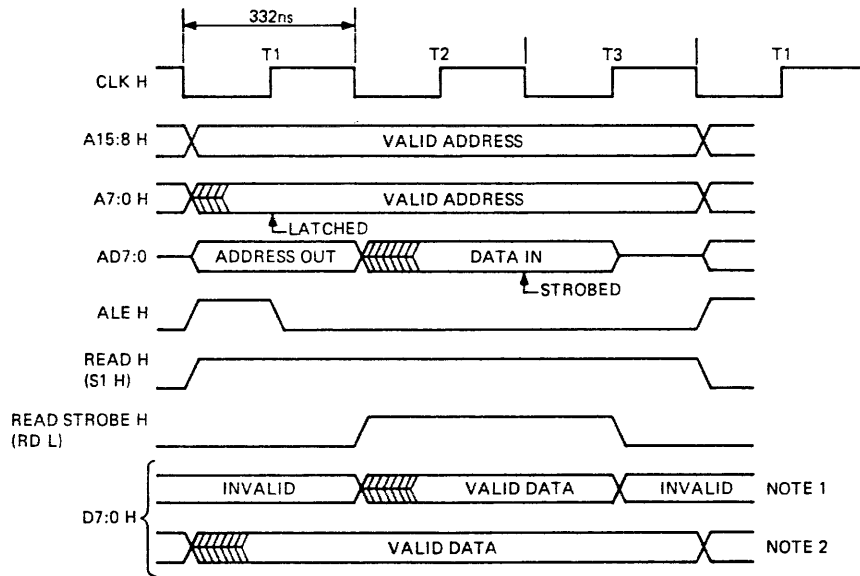 332ns
T1 T2 T3 T1
CLK H
A15:8 H VALID ADDRESS
A7:0 H VALID ADDRESS
LATCHED
AD7:0 ADDRESS OUT DATA IN
STROBED
ALE H
READ H
(S1 H)
READ STROBE H
(RD L)
INVALID VALID DATA INVALID NOTE 1
D7:0 H
VALID DATA NOTE 2